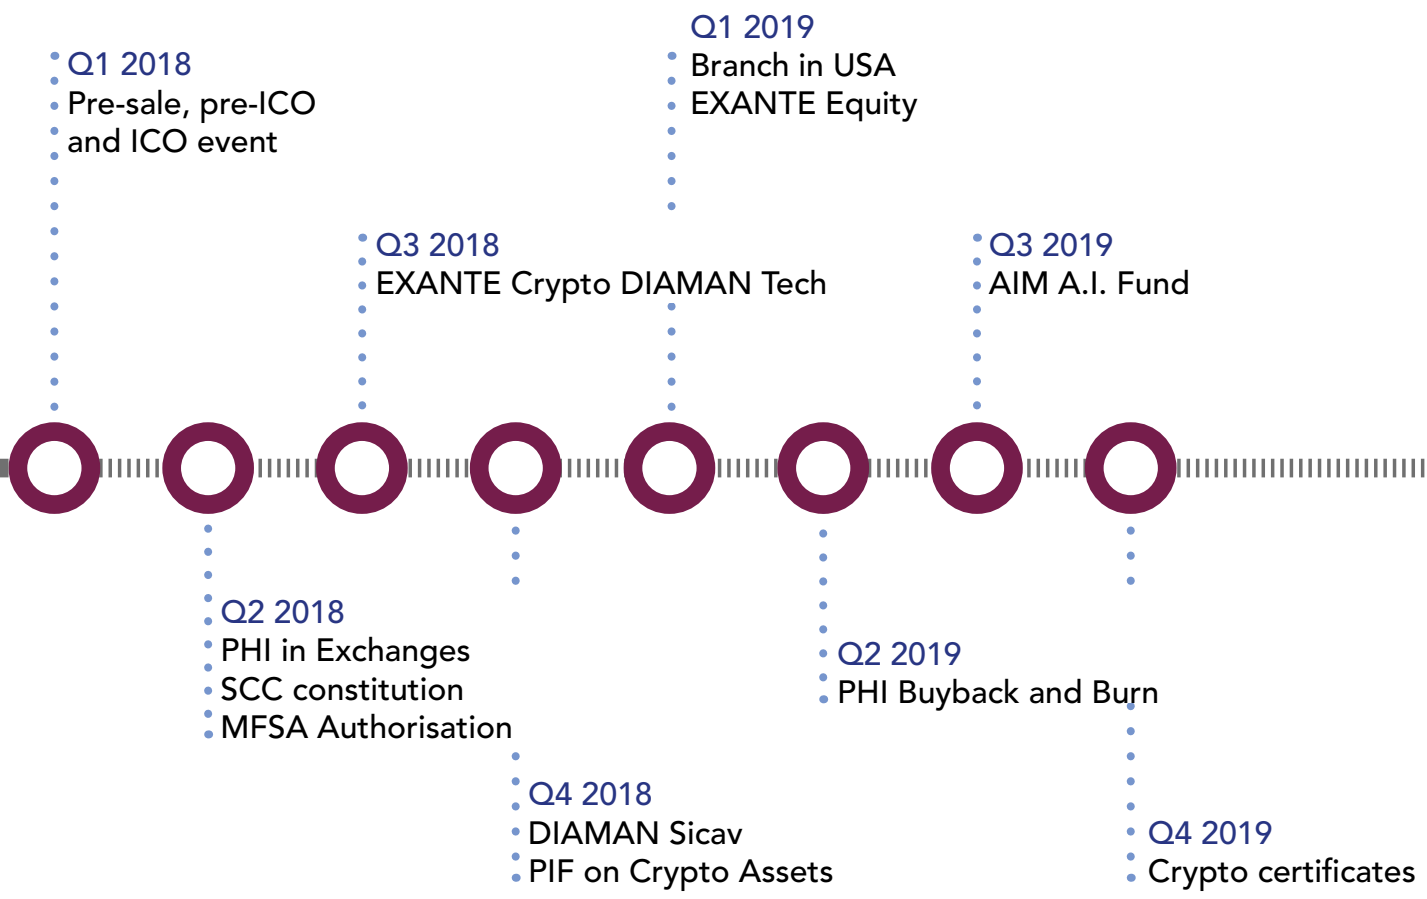 Q1 2018
Pre-sale, pre-ICO
and ICO event
Q2 2018
PHI in Exchanges
SCC constitution
MFSA Authorisation
Q3 2018
EXANTE Crypto DIAMAN Tech
Q4 2018
DIAMAN Sicav
PIF on Crypto Assets
Q1 2019
Branch in USA
EXANTE Equity
Q2 2019
PHI Buyback and Burn
Q3 2019
AIM A.I. Fund
Q4 2019
Crypto certificates